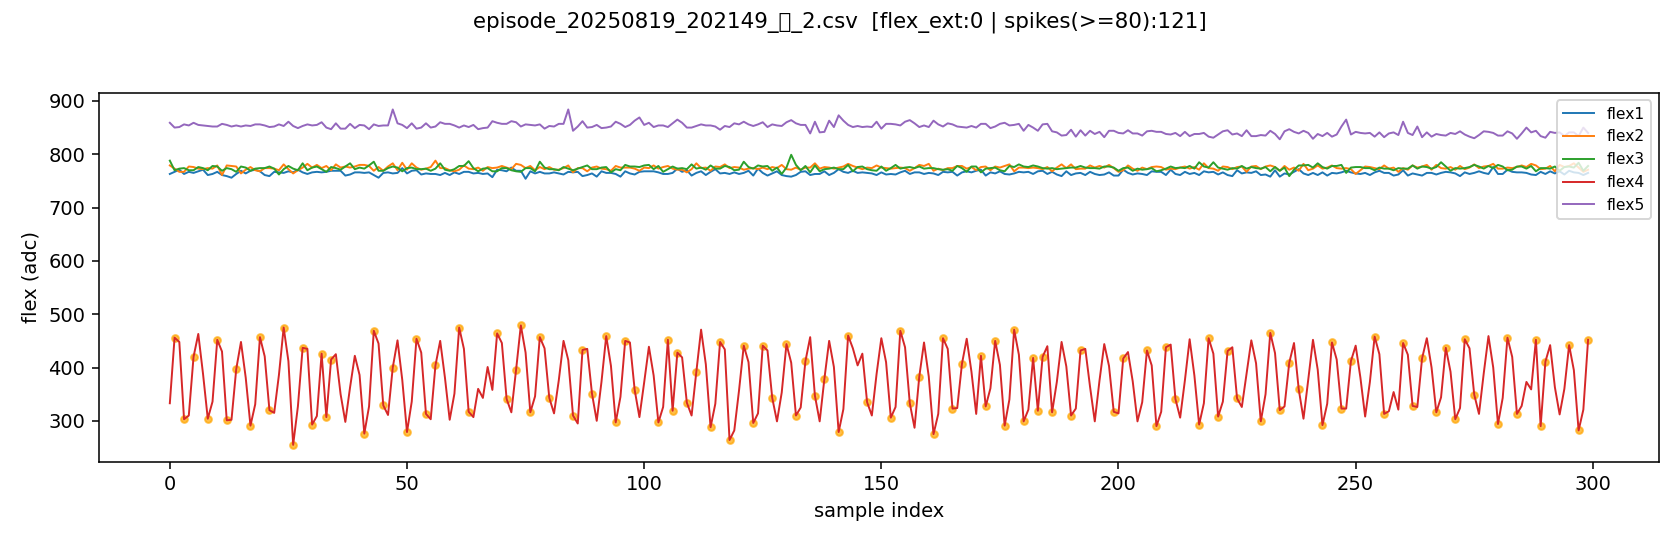 episode_20250819_202149_▯_2.csv  [flex_ext:0 | spikes(>=80):121]
900
800
700
600
500
400
300
flex (adc)
flex1
flex2
flex3
flex4
flex5
0
50
100
150
200
250
300
sample index